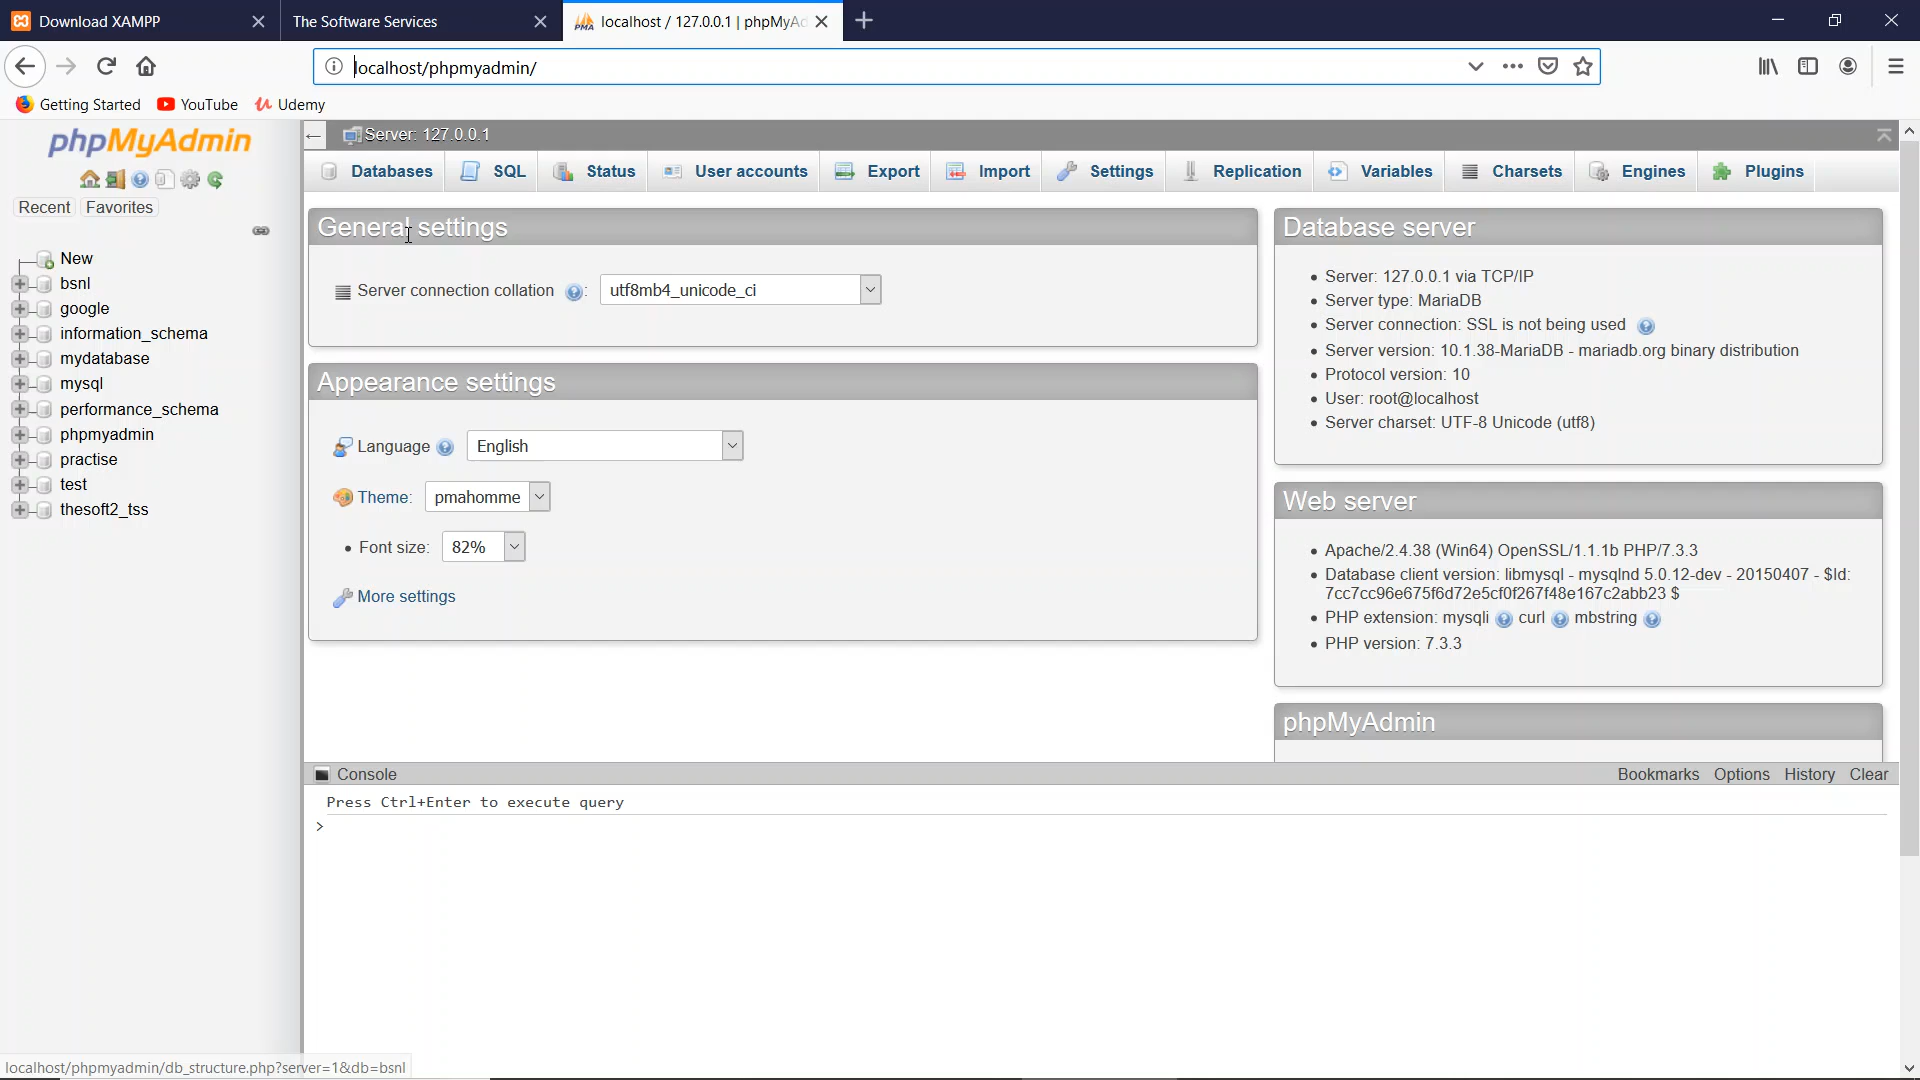 Download XAMPP
The Software Services
localhost / 127.0.0.1 | phpMyAd
localhost/phpmyadmin/
Getting Started
YouTube
Udemy
phpMyAdmin
Recent
Favorites
New
bsnl
google
information_schema
mydatabase
mysql
performance_schema
phpmyadmin
practise
test
thesoft2_tss
Server: 127.0.0.1
Databases
SQL
Status
User accounts
Export
Import
Settings
Replication
Variables
Charsets
Engines
Plugins
General settings
Server connection collation :
utf8mb4_unicode_ci
Appearance settings
Language
English
Theme:
pmahomme
Font size:
82%
More settings
Database server
Server: 127.0.0.1 via TCP/IP
Server type: MariaDB
Server connection: SSL is not being used
Server version: 10.1.38-MariaDB - mariadb.org binary distribution
Protocol version: 10
User: root@localhost
Server charset: UTF-8 Unicode (utf8)
Web server
Apache/2.4.38 (Win64) OpenSSL/1.1.1b PHP/7.3.3
Database client version: libmysql - mysqlnd 5.0.12-dev - 20150407 - $Id:
7cc7cc96e675f6d72e5cf0f267f48e167c2abb23 $
PHP extension: mysqli curl mbstring
PHP version: 7.3.3
phpMyAdmin
Console
Bookmarks
Options
History
Clear
Press Ctrl+Enter to execute query
>
localhost/phpmyadmin/db_structure.php?server=1&db=bsnl